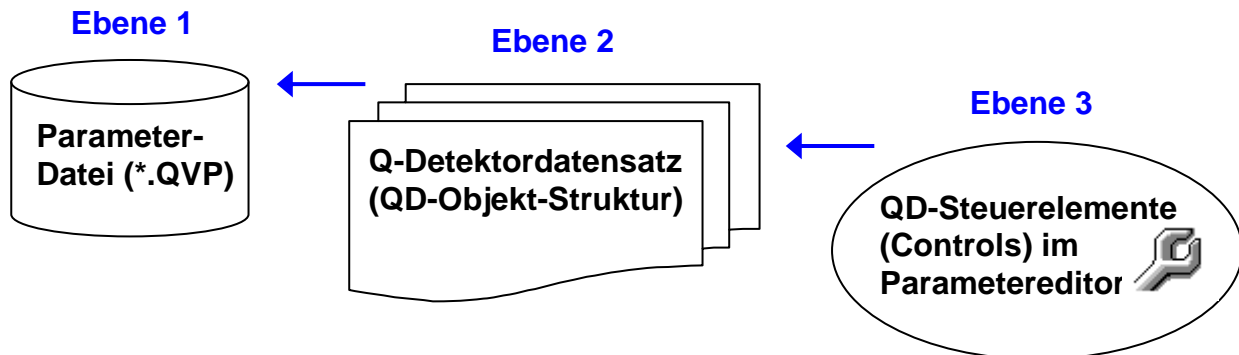 Ebene 1
Ebene 2
Ebene 3
Parameter-
Datei (*.QVP)
Q-Detektordatensatz
(QD-Objekt-Struktur)
QD-Steuerelemente
(Controls) im
Parametereditor